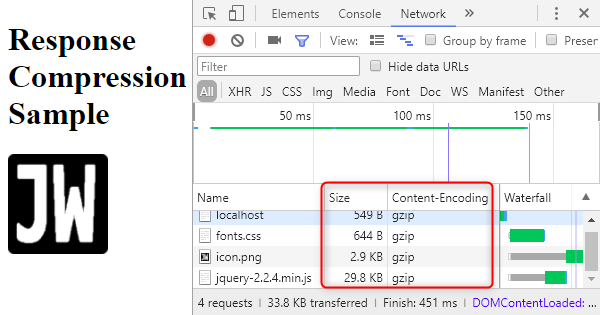 Response
Compression
Sample
JW
Elements Console Network
View: Group by frame Preser
Filter Hide data URLs
All XHR JS CSS Img Media Font Doc WS Manifest Other
50 ms 100 ms 150 ms
Name Size Content-Encoding Waterfall
localhost 549 B gzip
fonts.css 644 B gzip
icon.png 2.9 KB gzip
jquery-2.2.4.min.js 29.8 KB gzip
4 requests 33.8 KB transferred Finish: 451 ms DOMContentLoaded: ...